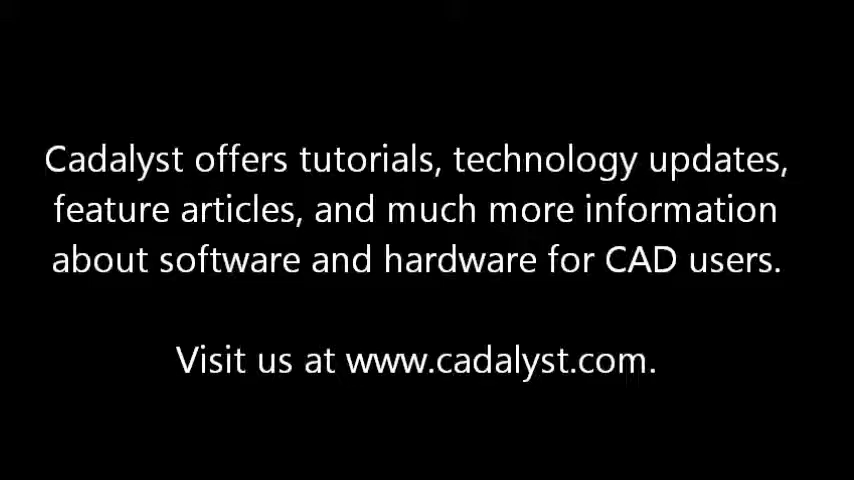 Cadalyst offers tutorials, technology updates,
feature articles, and much more information
about software and hardware for CAD users.
Visit us at www.cadalyst.com.